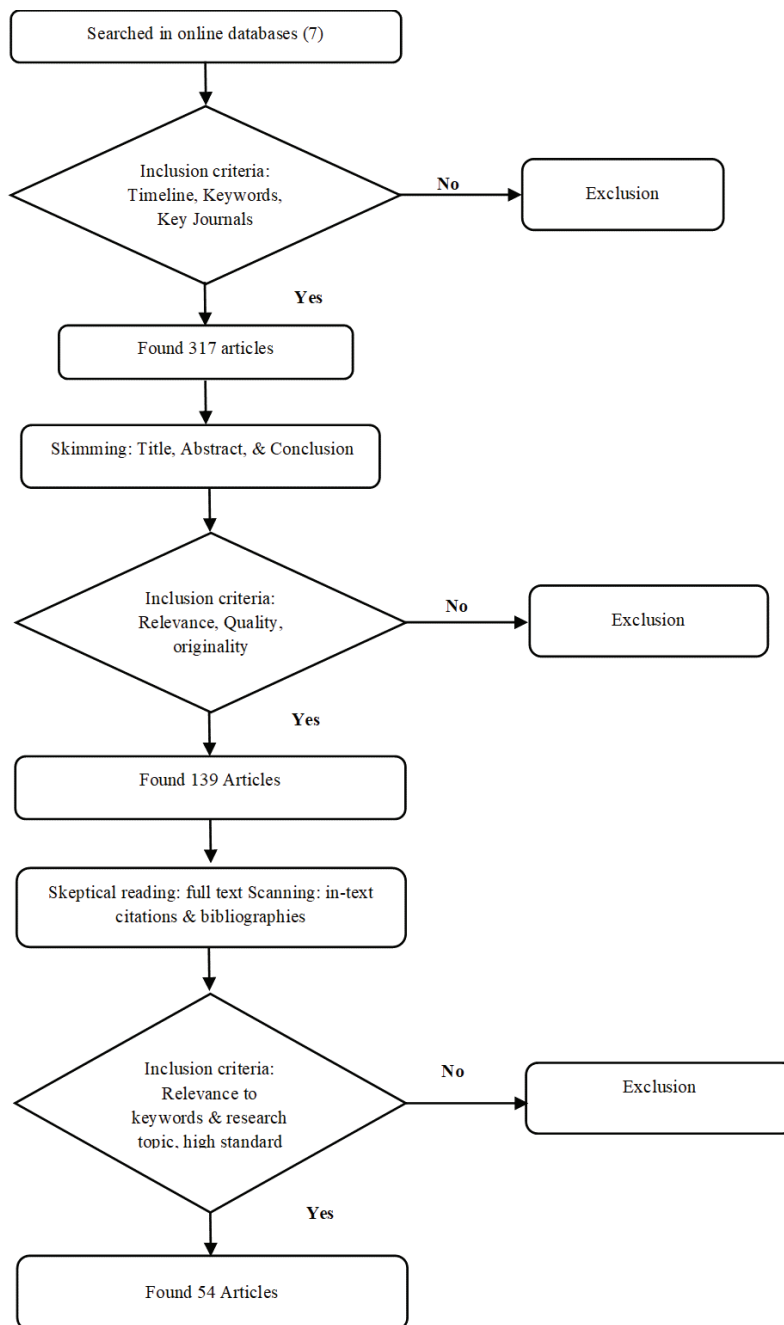 Searched in online databases (7)
Inclusion criteria:
Timeline, Keywords,
Key Journals
No
Exclusion
Yes
Found 317 articles
Skimming: Title, Abstract, & Conclusion
Inclusion criteria:
Relevance, Quality,
originality
No
Exclusion
Yes
Found 139 Articles
Skeptical reading: full text Scanning: in-text
citations & bibliographies
Inclusion criteria:
Relevance to
keywords & research
topic, high standard
No
Exclusion
Yes
Found 54 Articles